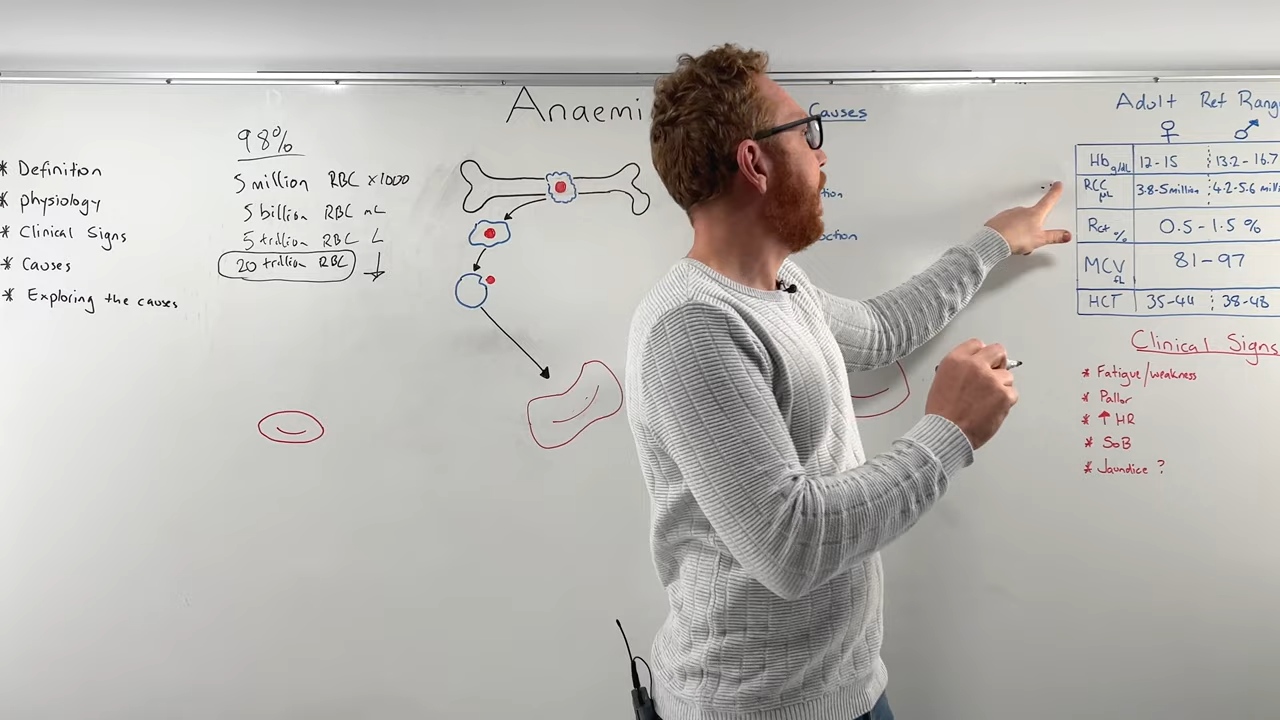 Anaemi
* Definition
* physiology
* Clinical Signs
* Causes
* Exploring the causes
98%
5 million RBC x1000
5 billion RBC mL
5 trillion RBC L
20 trillion RBC
Causes
Adult Ref Rang
♀ ♂
Hb g/dL 12-15 13.2-16.7
RCC µL 3.8-5million 4.2-5.6 milli
Rct % 0.5-1.5 %
MCV fL 81-97
HCT 35-44 38-48
Clinical Signs
* Fatigue/weakness
* Pallor
* ↑ HR
* SoB
* Jaundice ?